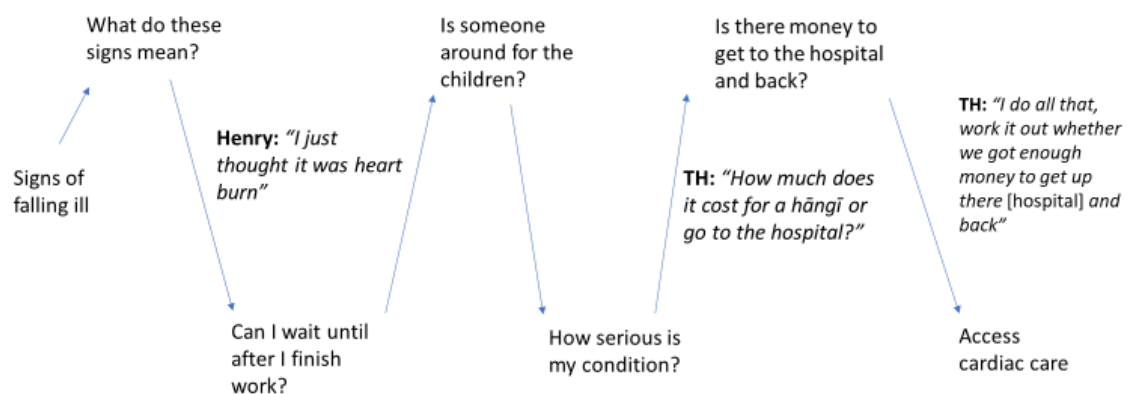 What do these
signs mean?
Is someone
around for the
children?
Is there money to
get to the hospital
and back?
TH: “I do all that,
work it out whether
we got enough
money to get up
there [hospital] and
back”
Henry: “I just
thought it was heart
burn”
Signs of
falling ill
TH: “How much does
it cost for a hāngī or
go to the hospital?”
Can I wait until
after I finish
work?
How serious is
my condition?
Access
cardiac care